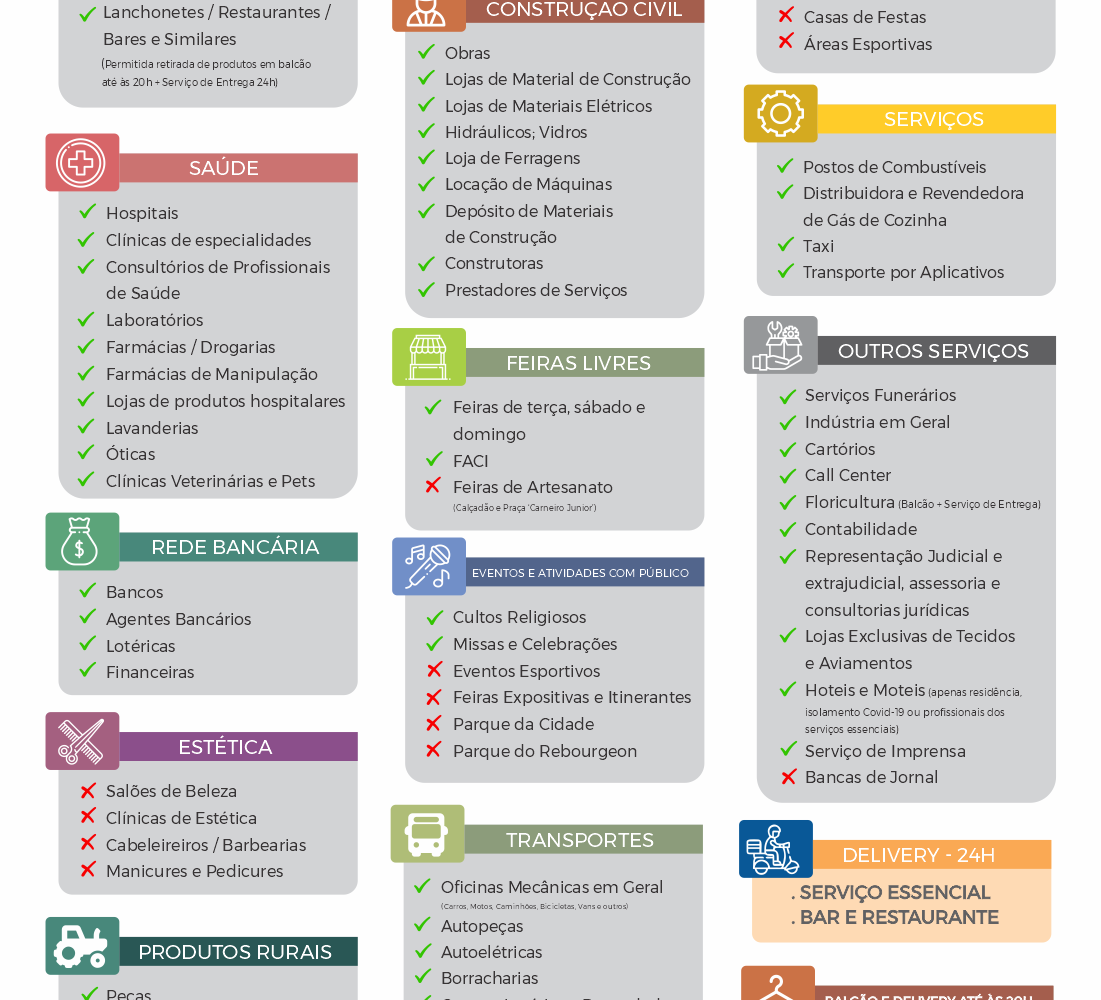 Lanchonetes / Restaurantes /
Bares e Similares
(Permitida retirada de produtos em balcão
até às 20h + Serviço de Entrega 24h)
SAÚDE
Hospitais
Clínicas de especialidades
Consultórios de Profissionais
de Saúde
Laboratórios
Farmácias / Drogarias
Farmácias de Manipulação
Lojas de produtos hospitalares
Lavanderias
Óticas
Clínicas Veterinárias e Pets
REDE BANCÁRIA
Bancos
Agentes Bancários
Lotéricas
Financeiras
ESTÉTICA
Salões de Beleza
Clínicas de Estética
Cabeleireiros / Barbearias
Manicures e Pedicures
PRODUTOS RURAIS
Peças
CONSTRUÇÃO CIVIL
Obras
Lojas de Material de Construção
Lojas de Materiais Elétricos
Hidráulicos; Vidros
Loja de Ferragens
Locação de Máquinas
Depósito de Materiais
de Construção
Construtoras
Prestadores de Serviços
FEIRAS LIVRES
Feiras de terça, sábado e
domingo
FACI
Feiras de Artesanato
(Calçadão e Praça 'Carneiro Junior')
EVENTOS E ATIVIDADES COM PÚBLICO
Cultos Religiosos
Missas e Celebrações
Eventos Esportivos
Feiras Expositivas e Itinerantes
Parque da Cidade
Parque do Rebourgeon
TRANSPORTES
Oficinas Mecânicas em Geral
(Carros, Motos, Caminhões, Bicicletas, Vans e outros)
Autopeças
Autoelétricas
Borracharias
Casas de Festas
Áreas Esportivas
SERVIÇOS
Postos de Combustíveis
Distribuidora e Revendedora
de Gás de Cozinha
Taxi
Transporte por Aplicativos
OUTROS SERVIÇOS
Serviços Funerários
Indústria em Geral
Cartórios
Call Center
Floricultura (Balcão + Serviço de Entrega)
Contabilidade
Representação Judicial e
extrajudicial, assessoria e
consultorias jurídicas
Lojas Exclusivas de Tecidos
e Aviamentos
Hoteis e Moteis (apenas residência,
isolamento Covid-19 ou profissionais dos
serviços essenciais)
Serviço de Imprensa
Bancas de Jornal
DELIVERY - 24H
. SERVIÇO ESSENCIAL
. BAR E RESTAURANTE
BALCÃO E DELIVERY ATÉ ÀS 20H